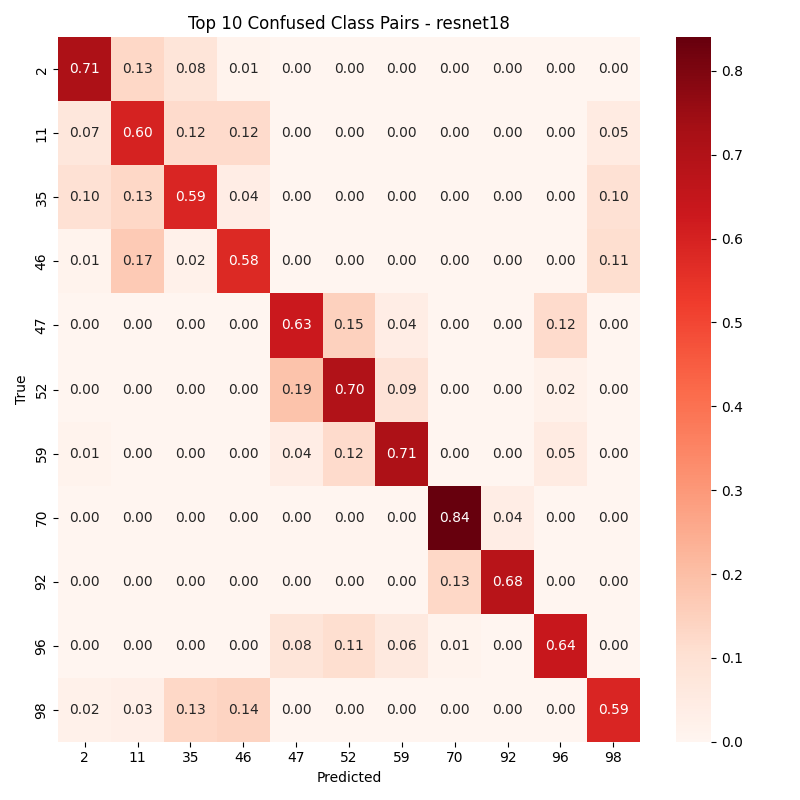 Top 10 Confused Class Pairs - resnet18
2 0.71 0.13 0.08 0.01 0.00 0.00 0.00 0.00 0.00 0.00 0.00
11 0.07 0.60 0.12 0.12 0.00 0.00 0.00 0.00 0.00 0.00 0.05
35 0.10 0.13 0.59 0.04 0.00 0.00 0.00 0.00 0.00 0.00 0.10
46 0.01 0.17 0.02 0.58 0.00 0.00 0.00 0.00 0.00 0.00 0.11
47 0.00 0.00 0.00 0.00 0.63 0.15 0.04 0.00 0.00 0.12 0.00
True
52 0.00 0.00 0.00 0.00 0.19 0.70 0.09 0.00 0.00 0.02 0.00
59 0.01 0.00 0.00 0.00 0.04 0.12 0.71 0.00 0.00 0.05 0.00
70 0.00 0.00 0.00 0.00 0.00 0.00 0.00 0.84 0.04 0.00 0.00
92 0.00 0.00 0.00 0.00 0.00 0.00 0.00 0.13 0.68 0.00 0.00
96 0.00 0.00 0.00 0.00 0.08 0.11 0.06 0.01 0.00 0.64 0.00
98 0.02 0.03 0.13 0.14 0.00 0.00 0.00 0.00 0.00 0.00 0.59
2 11 35 46 47 52 59 70 92 96 98
Predicted
0.8
0.7
0.6
0.5
0.4
0.3
0.2
0.1
0.0